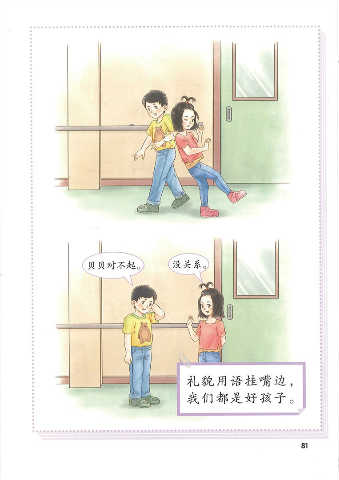 贝贝对不起。
没关系。
礼貌用语挂嘴边，
我们都是好孩子。
81